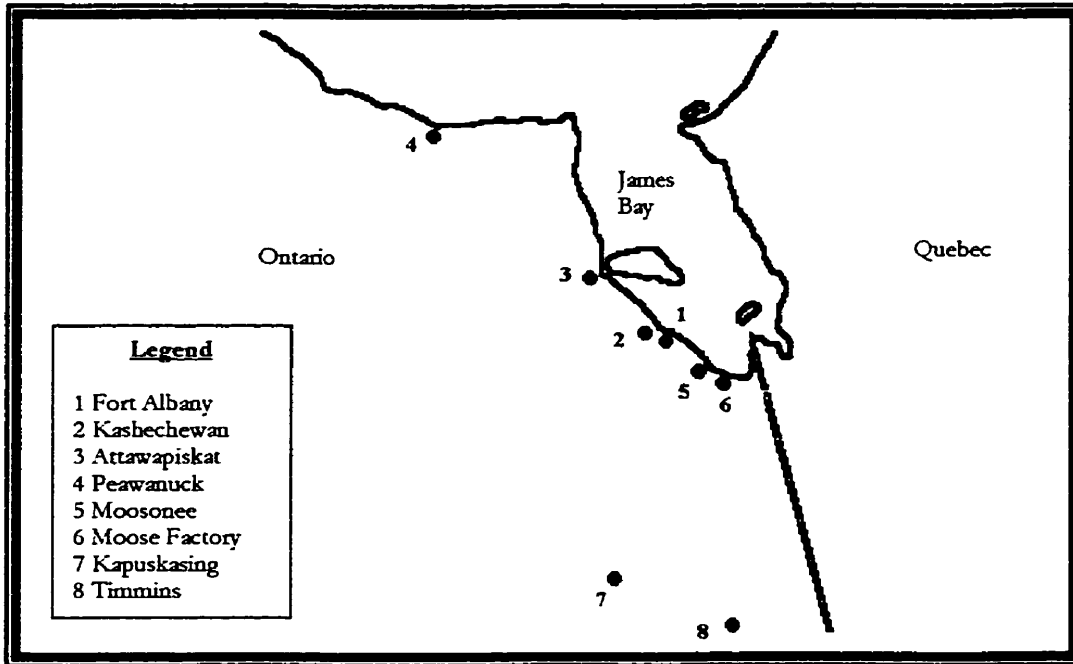 4
James
Bay
Ontario
Quebec
3
1
2
5
6
Legend
1 Fort Albany
2 Kashechewan
3 Attawapiskat
4 Peawanuck
5 Moosonee
6 Moose Factory
7 Kapuskasing
8 Timmins
7
8